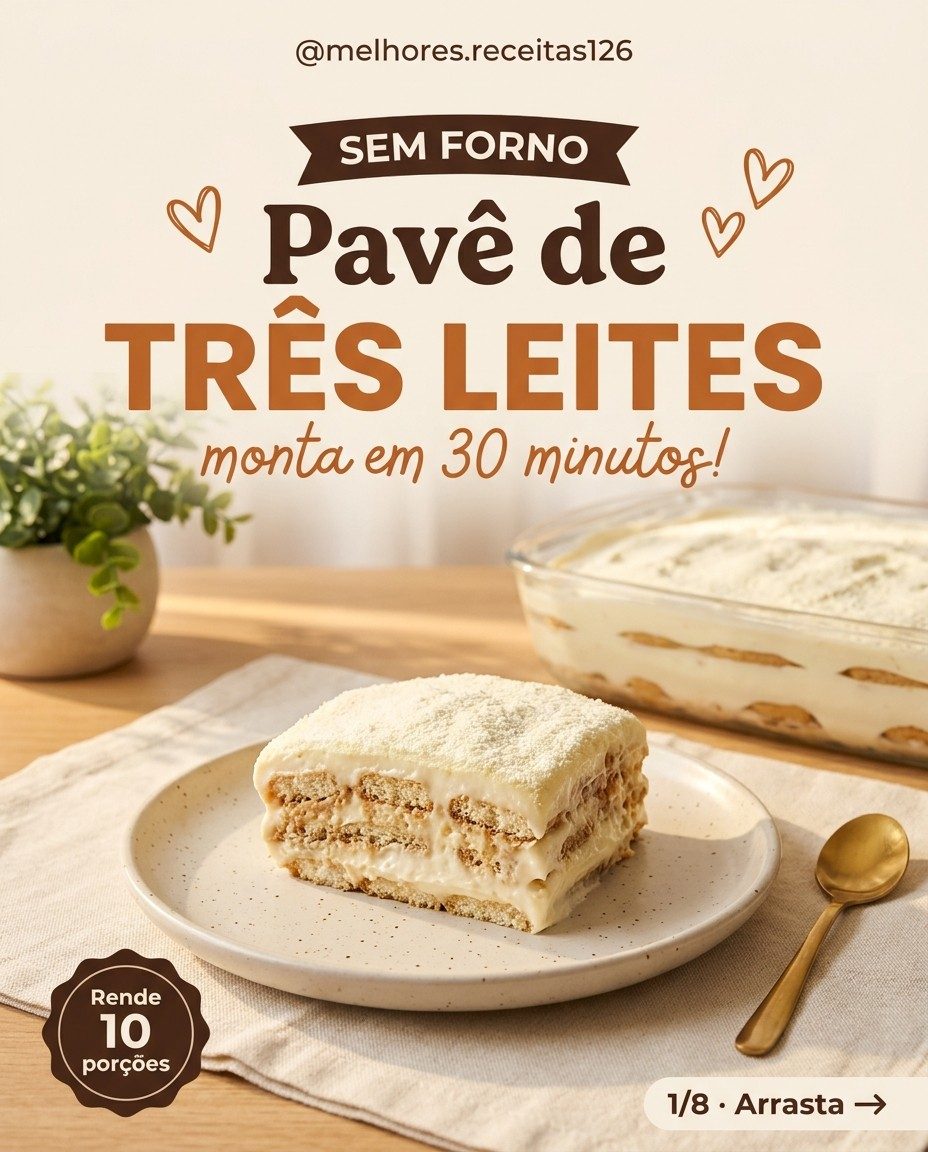 @melhores.receitas126
SEM FORNO
Pavê de
TRÊS LEITES
monta em 30 minutos!
Rende
10
porções
1/8 · Arrasta →